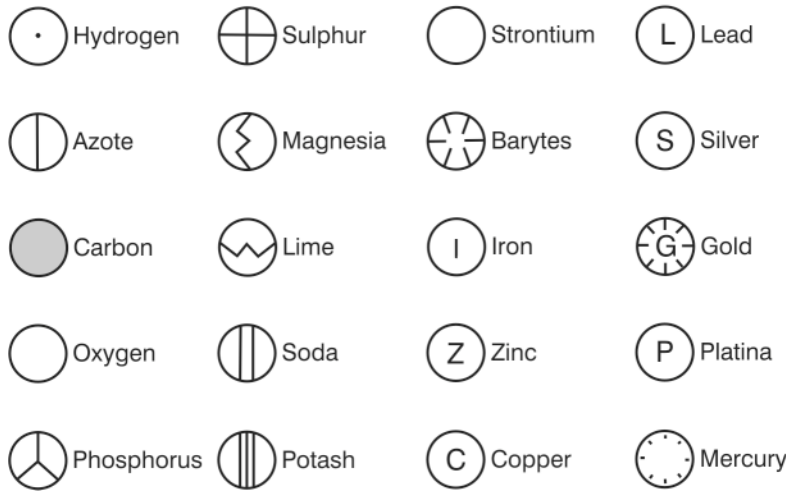 Hydrogen Sulphur Strontium L Lead
Azote Magnesia Barytes S Silver
Carbon Lime I Iron G Gold
Oxygen Soda Z Zinc P Platina
Phosphorus Potash C Copper Mercury